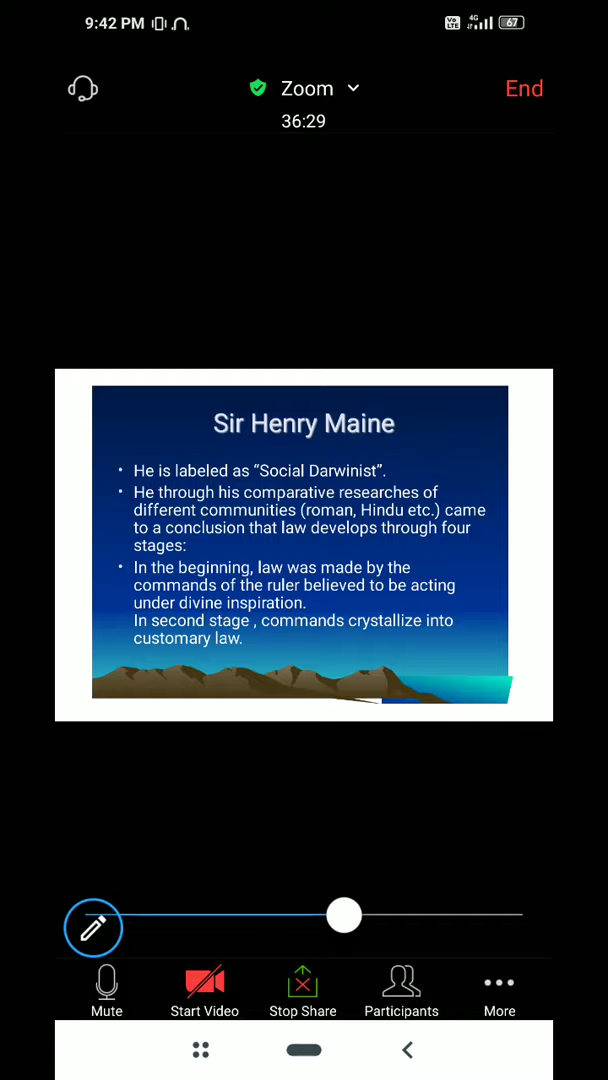 9:42 PM
Vo LTE 4G 67
Zoom
End
36:29
Sir Henry Maine
• He is labeled as “Social Darwinist”.
• He through his comparative researches of
different communities (roman, Hindu etc.) came
to a conclusion that law develops through four
stages:
• In the beginning, law was made by the
commands of the ruler believed to be acting
under divine inspiration.
In second stage , commands crystallize into
customary law.
Mute Start Video Stop Share Participants More